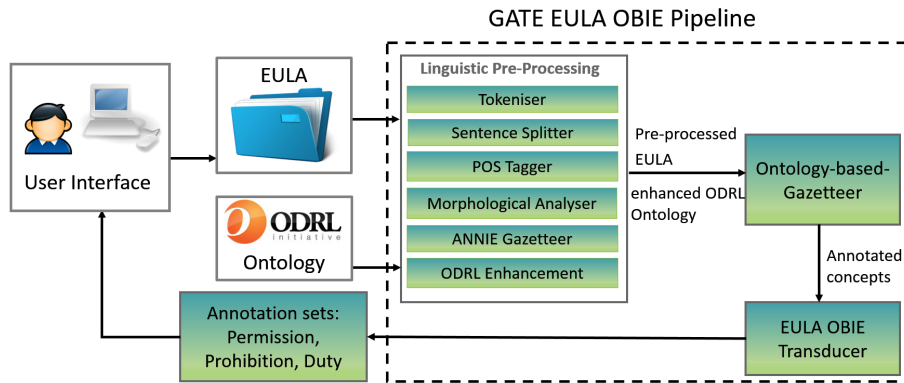 GATE EULA OBIE Pipeline
User Interface
EULA
ODRL
initiative
Ontology
Linguistic Pre-Processing
Tokeniser
Sentence Splitter
POS Tagger
Morphological Analyser
ANNIE Gazetteer
ODRL Enhancement
Pre-processed
EULA
enhanced ODRL
Ontology
Ontology-based-
Gazetteer
Annotated
concepts
EULA OBIE
Transducer
Annotation sets:
Permission,
Prohibition, Duty